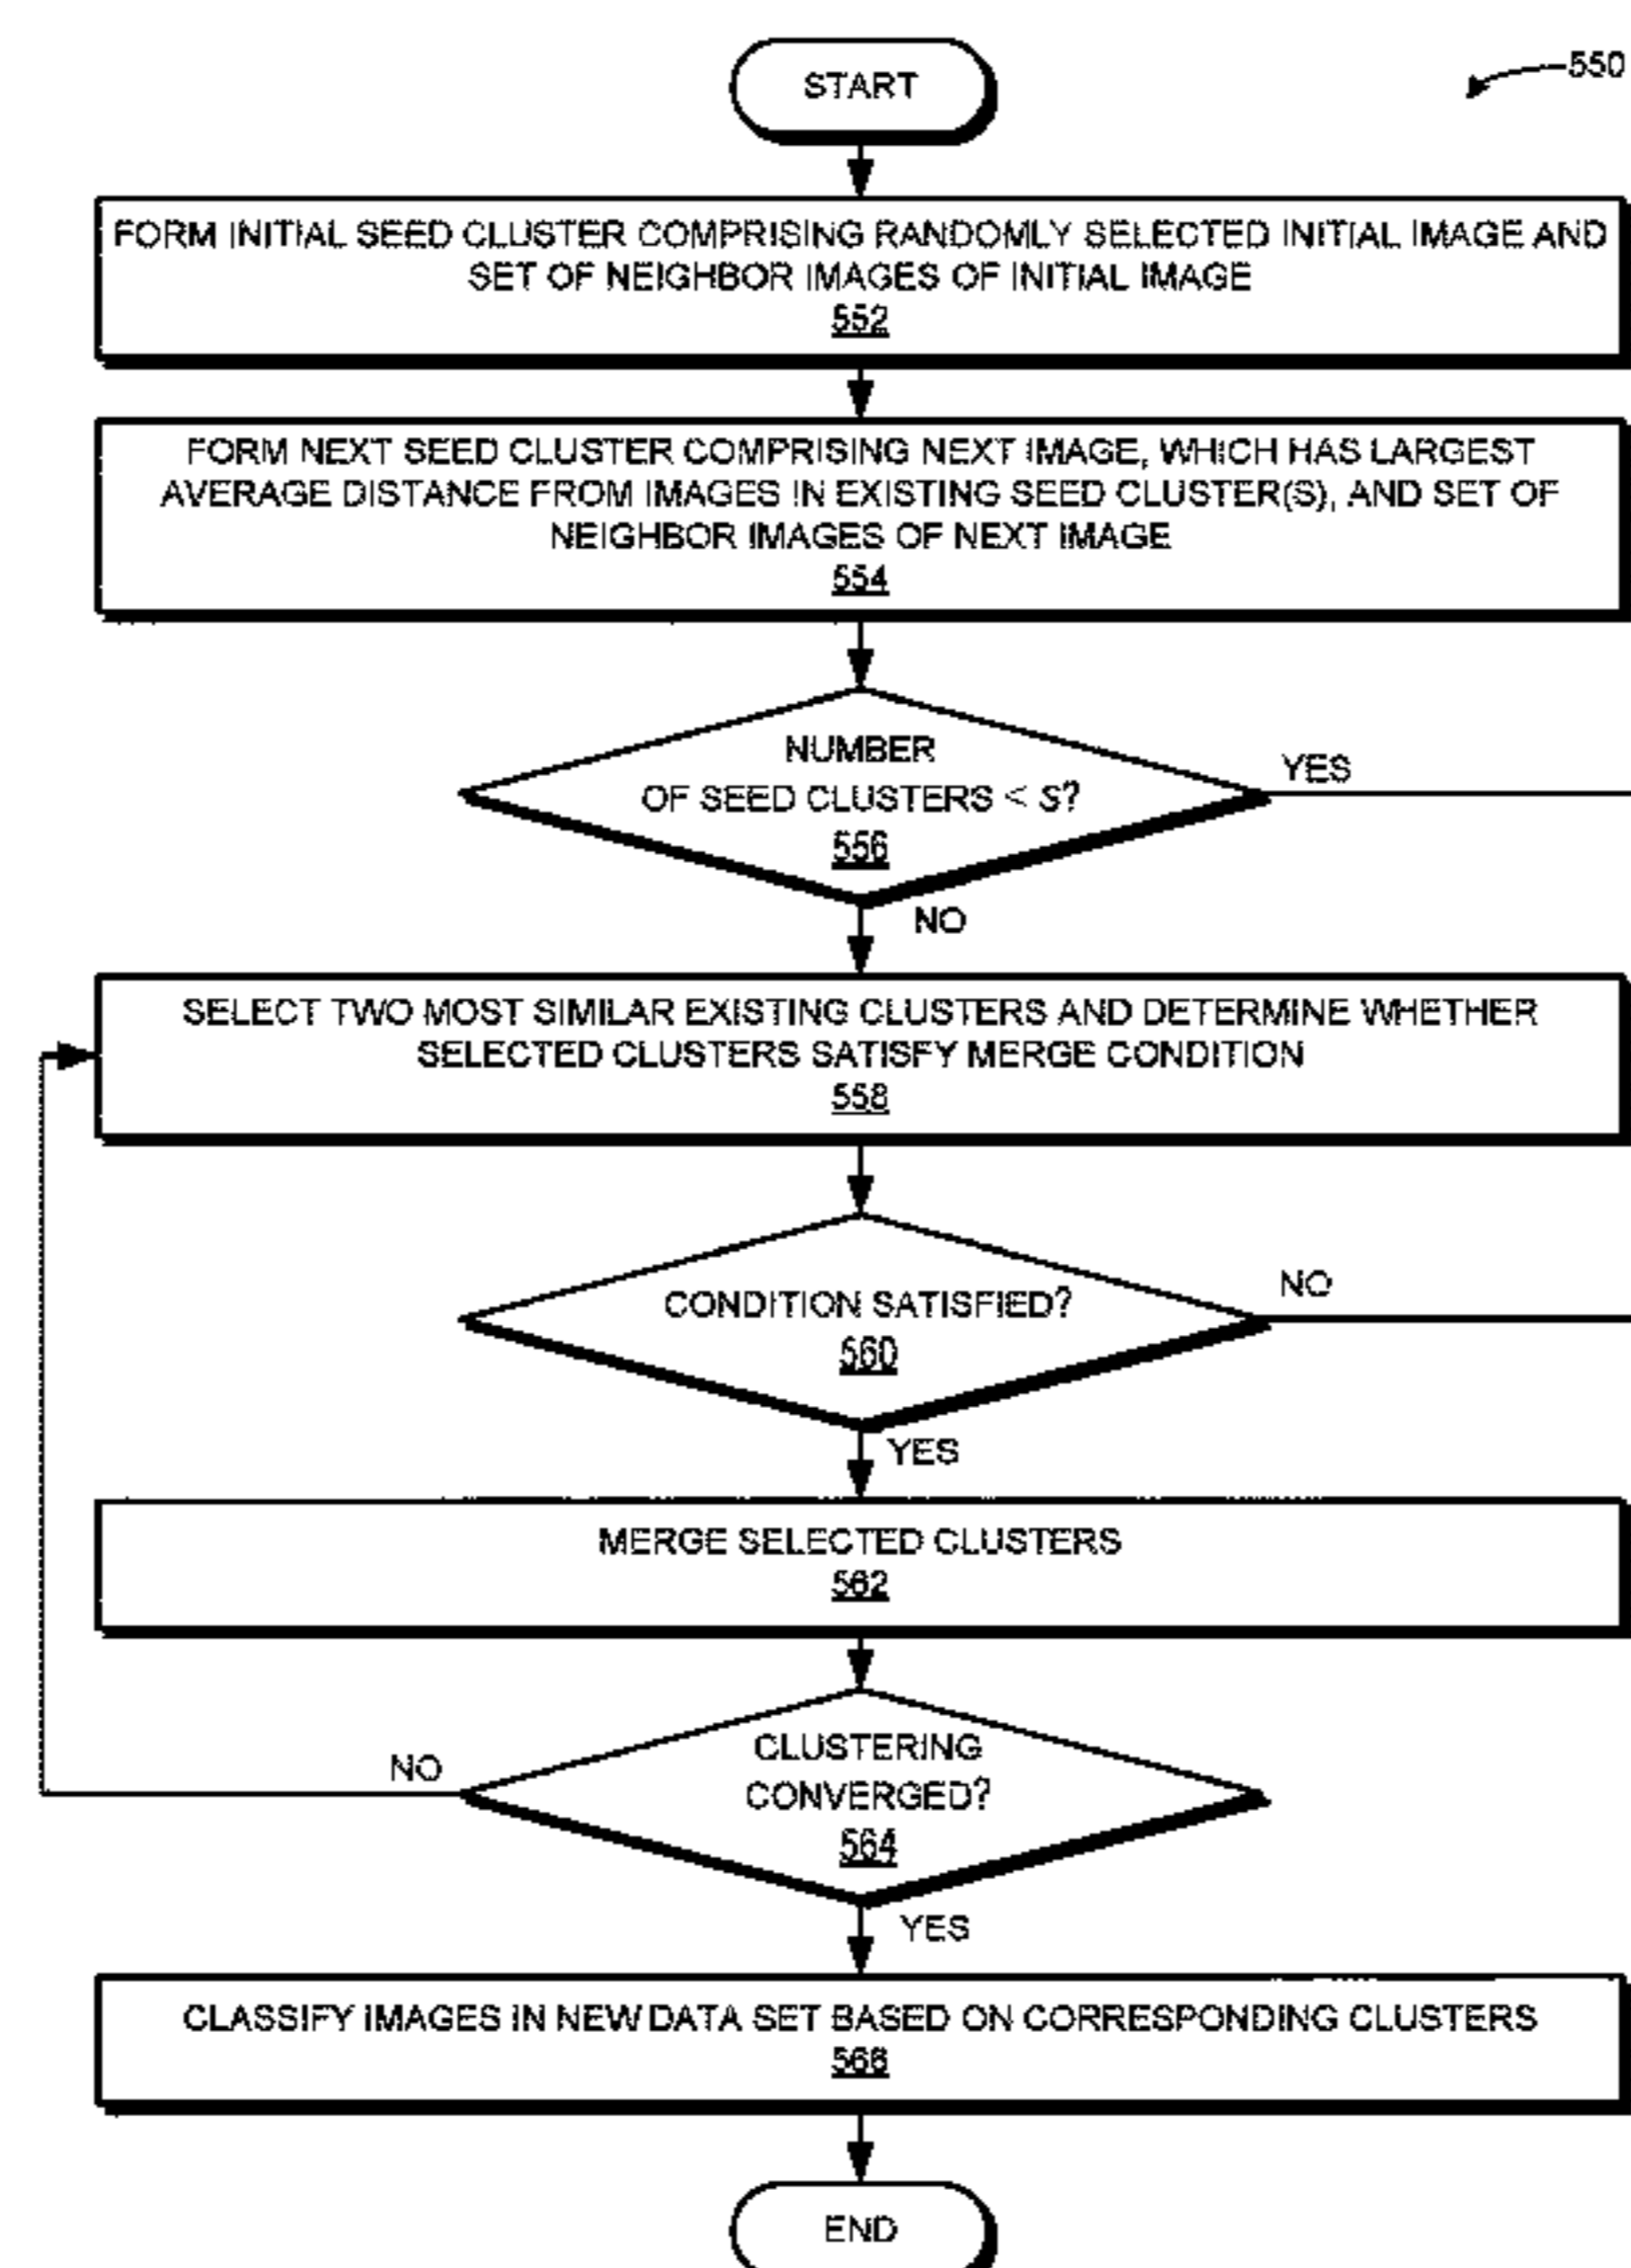 START
550
FORM INITIAL SEED CLUSTER COMPRISING RANDOMLY SELECTED INITIAL IMAGE AND
SET OF NEIGHBOR IMAGES OF INITIAL IMAGE
552
FORM NEXT SEED CLUSTER COMPRISING NEXT IMAGE, WHICH HAS LARGEST
AVERAGE DISTANCE FROM IMAGES IN EXISTING SEED CLUSTER(S), AND SET OF
NEIGHBOR IMAGES OF NEXT IMAGE
554
NUMBER
OF SEED CLUSTERS < S?
556
YES
NO
SELECT TWO MOST SIMILAR EXISTING CLUSTERS AND DETERMINE WHETHER
SELECTED CLUSTERS SATISFY MERGE CONDITION
558
CONDITION SATISFIED?
560
NO
YES
MERGE SELECTED CLUSTERS
562
CLUSTERING
CONVERGED?
564
NO
YES
CLASSIFY IMAGES IN NEW DATA SET BASED ON CORRESPONDING CLUSTERS
566
END